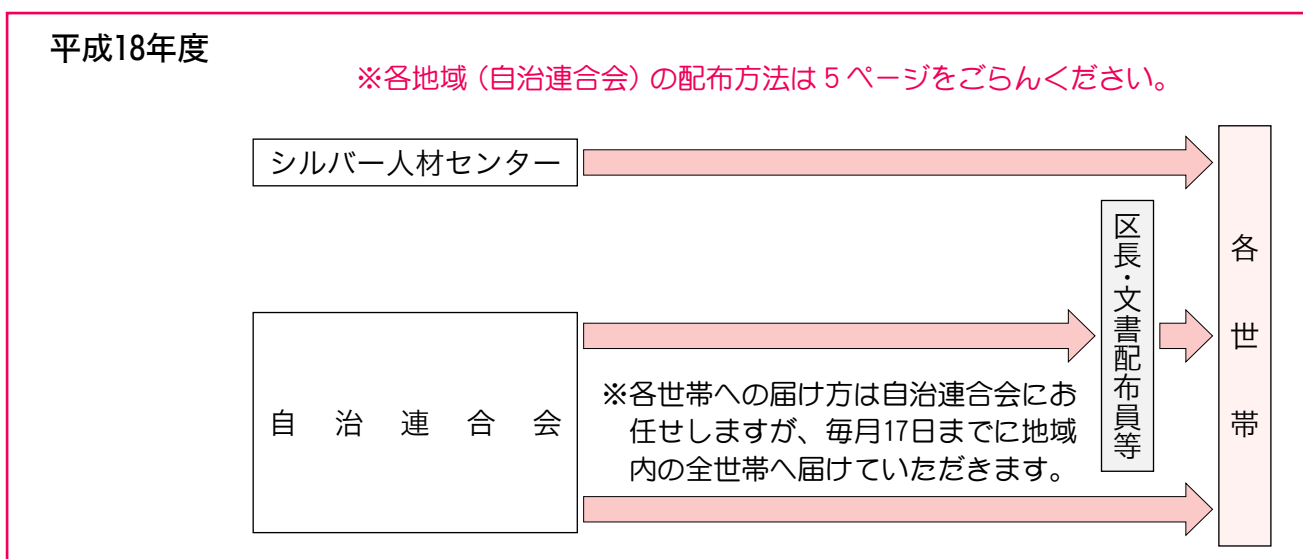 平成18年度
※各地域（自治連合会）の配布方法は５ページをごらんください。
シルバー人材センター
区長・文書配布員等
各世帯
自治連合会
※各世帯への届け方は自治連合会にお
任せしますが、毎月17日までに地域
内の全世帯へ届けていただきます。